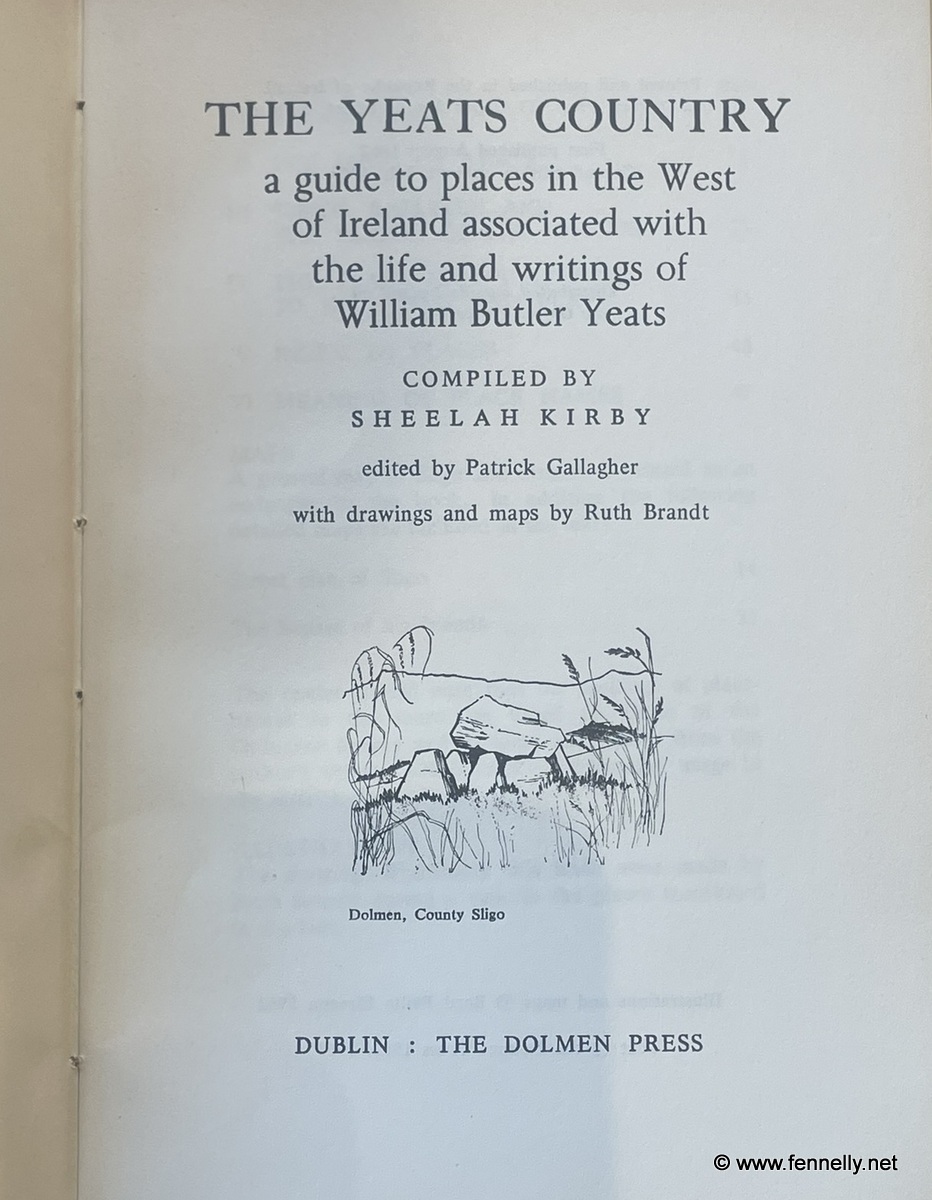 THE YEATS COUNTRY
a guide to places in the West
of Ireland associated with
the life and writings of
William Butler Yeats
COMPILED BY
SHEELAH KIRBY
edited by Patrick Gallagher
with drawings and maps by Ruth Brandt
Dolmen, County Sligo
DUBLIN : THE DOLMEN PRESS
© www.fennelly.net